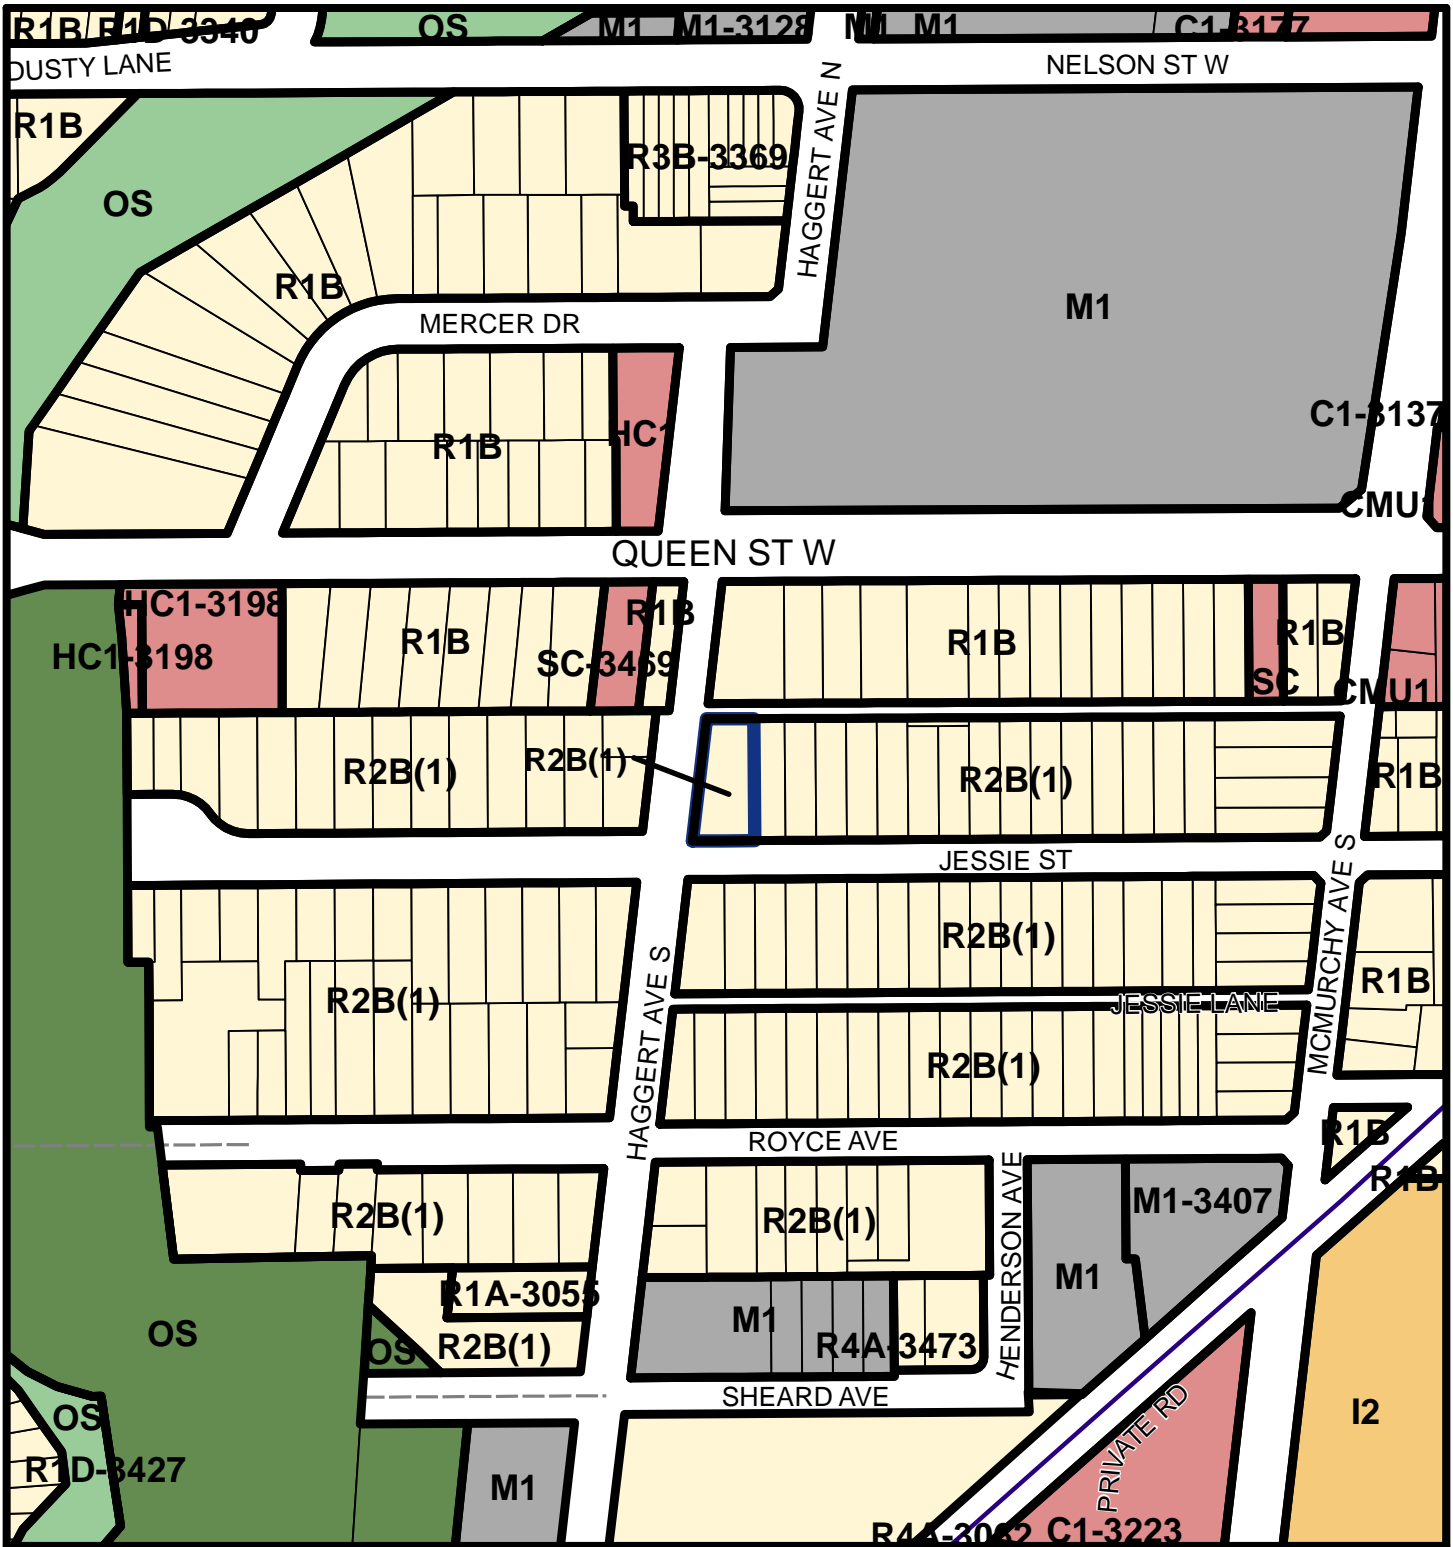 R1B
R1D-3340
OS
M1
M1-3128
M1
M1
C1-3177
DUSTY LANE
NELSON ST W
R1B
OS
R3B-3369
HAGGERT AVE N
R1B
M1
MERCER DR
R1B
HC1
C1-3137
CMU1
QUEEN ST W
HC1-3198
R1B
R1B
R1B
R1B
HC1-3198
SC-3469
SC
CMU1
R2B(1)
R2B(1)
R2B(1)
R1B
JESSIE ST
MCMURCHY AVE S
R2B(1)
R2B(1)
HAGGERT AVE S
R1B
JESSIE LANE
R2B(1)
ROYCE AVE
R1B
R1B
R2B(1)
R2B(1)
HENDERSON AVE
M1-3407
M1
R1A-3055
M1
OS
OS
R2B(1)
R4A-3473
SHEARD AVE
PRIVATE RD
I2
OS
R1D-3427
M1
R4A-3062
C1-3223